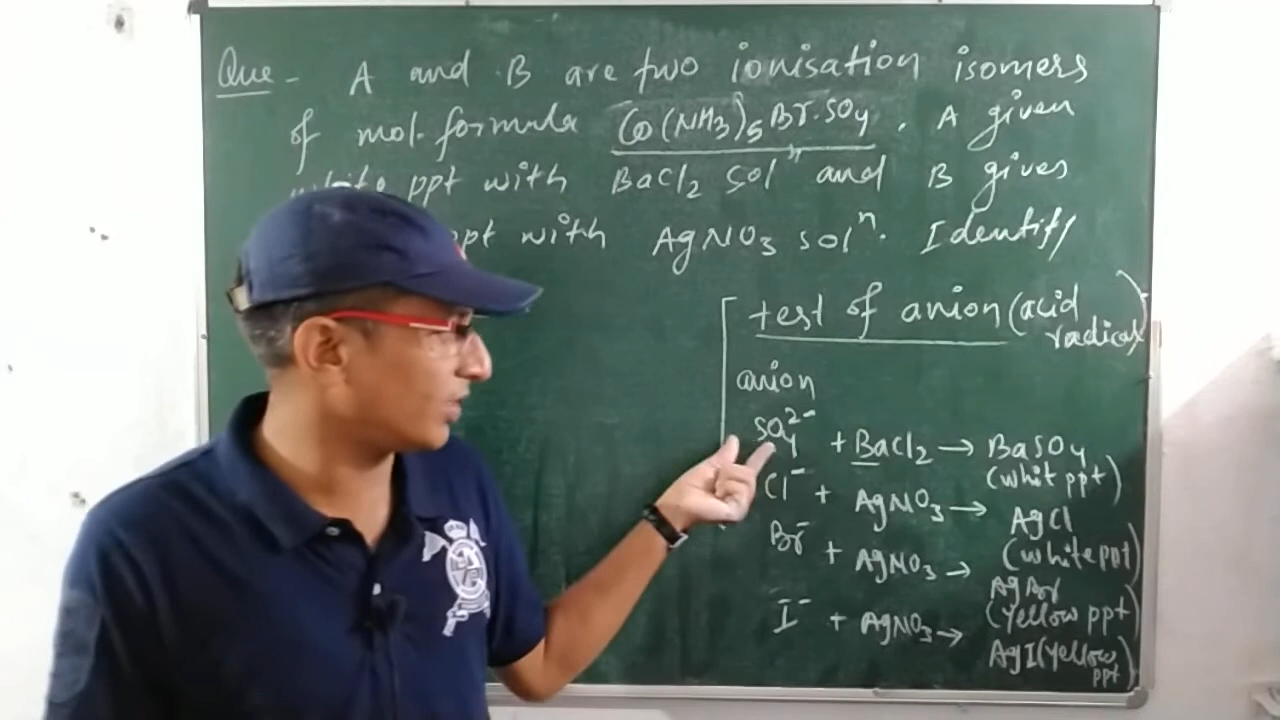 Que - A and B are two ionisation isomers
of mol. formula Co(NH3)5Br.SO4, A given
white ppt with BaCl2 solⁿ and B gives
ppt with AgNO3 solⁿ. Identify
test of anion (acid
radical)
anion
SO4²⁻ + BaCl2 → BaSO4
(whit ppt)
Cl⁻ + AgNO3 → AgCl
(white ppt)
Br⁻ + AgNO3 → AgBr
(yellow ppt)
I⁻ + AgNO3 → AgI (yellow
ppt)